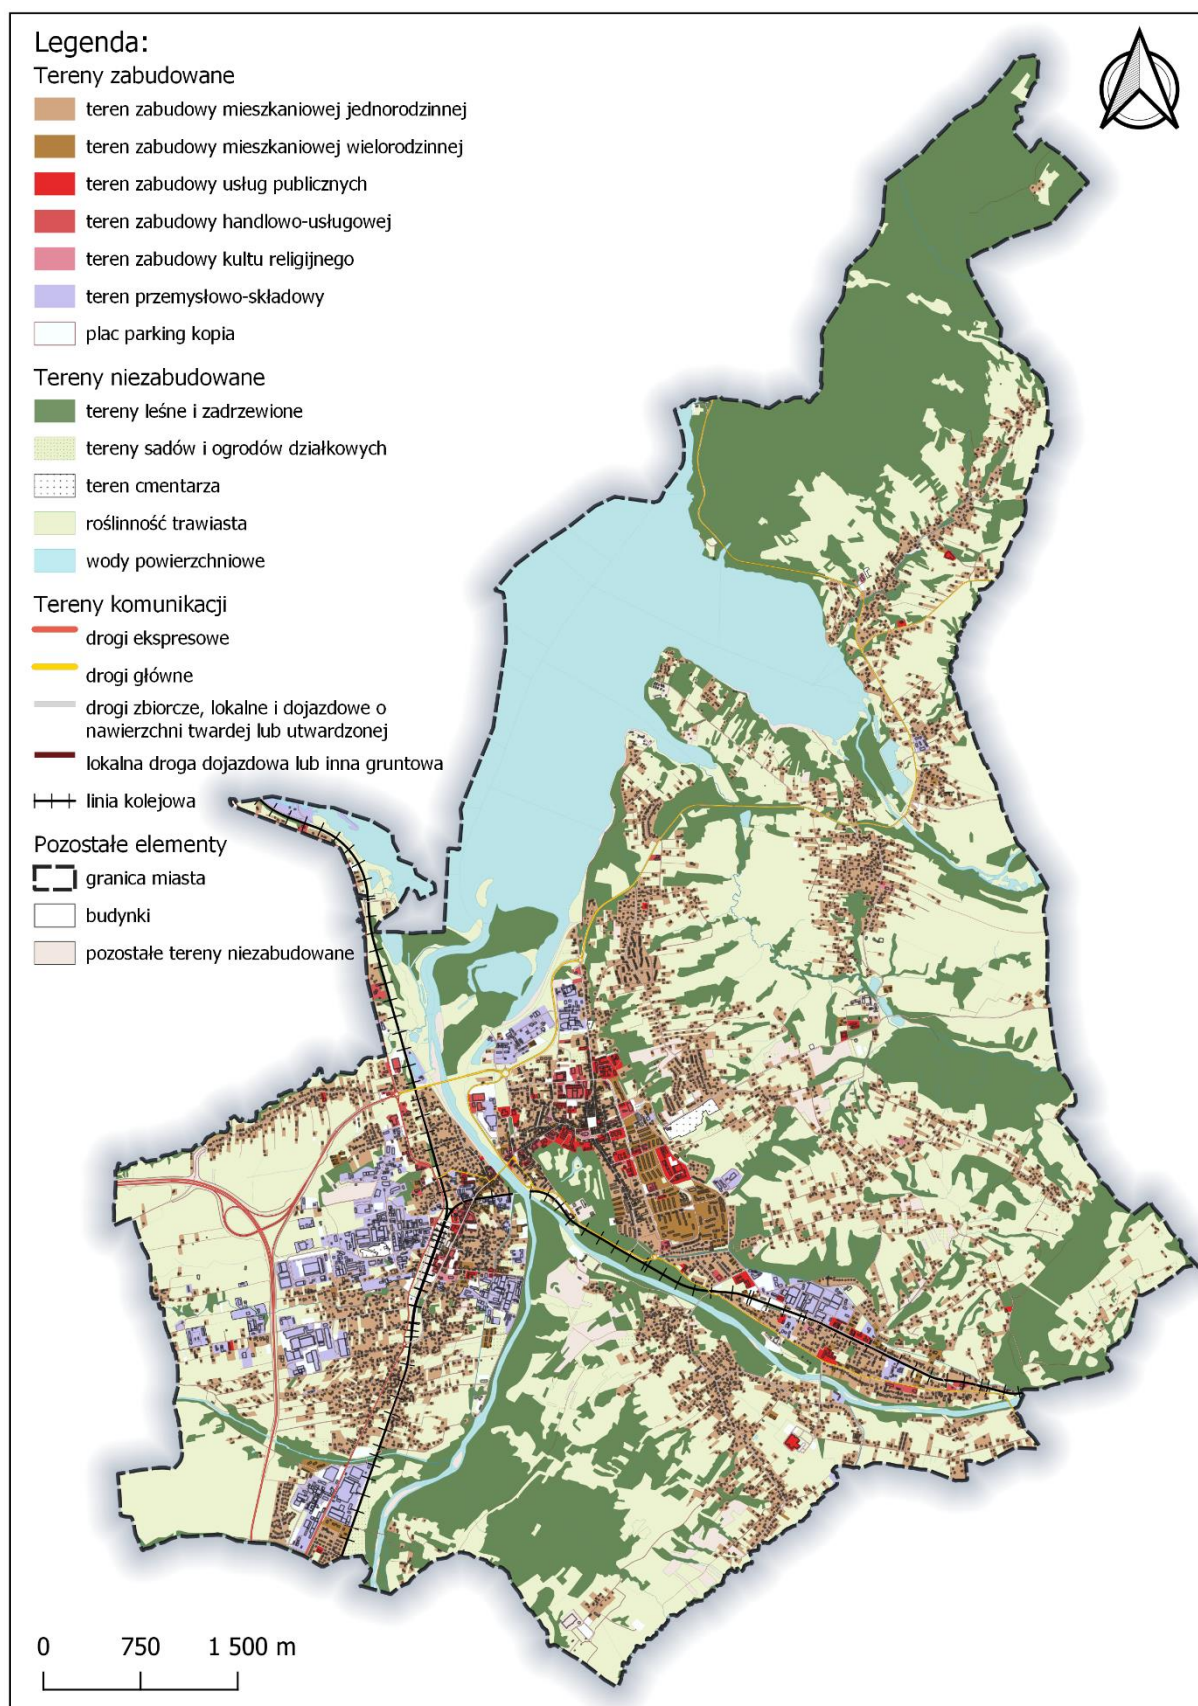 Legenda:
Tereny zabudowane
teren zabudowy mieszkaniowej jednorodzinnej
teren zabudowy mieszkaniowej wielorodzinnej
teren zabudowy usług publicznych
teren zabudowy handlowo-usługowej
teren zabudowy kultu religijnego
teren przemysłowo-składowy
plac parking kopia
Tereny niezabudowane
tereny leśne i zadrzewione
tereny sadów i ogrodów działkowych
teren cmentarza
roślinność trawiasta
wody powierzchniowe
Tereny komunikacji
drogi ekspresowe
drogi główne
drogi zbiorcze, lokalne i dojazdowe o
nawierzchni twardej lub utwardzonej
lokalna droga dojazdowa lub inna gruntowa
linia kolejowa
Pozostałe elementy
granica miasta
budynki
pozostałe tereny niezabudowane
0 750 1 500 m